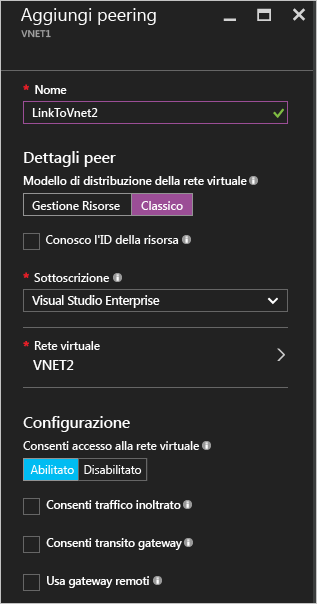 Aggiungi peering
VNET1
* Nome
LinkToVnet2
Dettagli peer
Modello di distribuzione della rete virtuale
Gestione Risorse Classico
Conosco l'ID della risorsa
* Sottoscrizione
Visual Studio Enterprise
* Rete virtuale
VNET2
Configurazione
Consenti accesso alla rete virtuale
Abilitato Disabilitato
Consenti traffico inoltrato
Consenti transito gateway
Usa gateway remoti